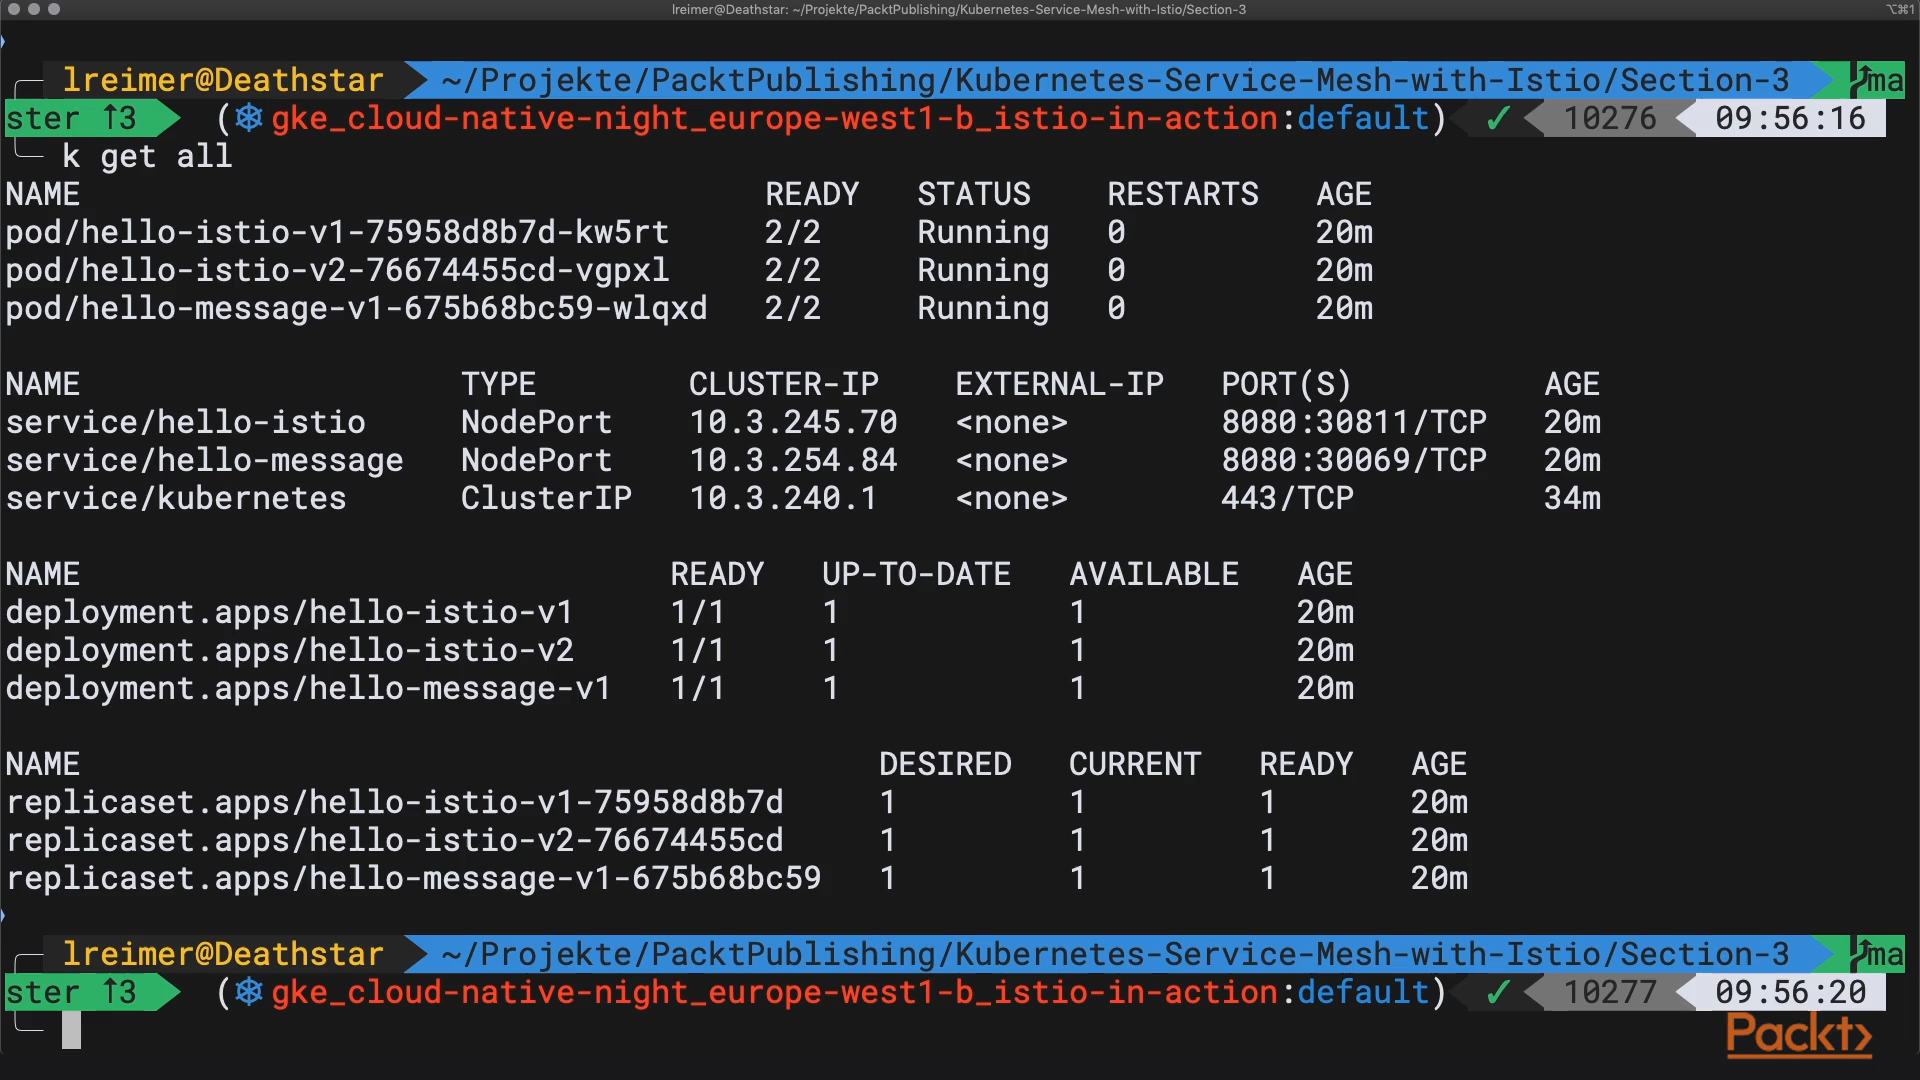 lreimer@Deathstar: ~/Projekte/PacktPublishing/Kubernetes-Service-Mesh-with-Istio/Section-3 ⌥⌘1
lreimer@Deathstar ~/Projekte/PacktPublishing/Kubernetes-Service-Mesh-with-Istio/Section-3 ma
ster ↑3 (⎈ gke_cloud-native-night_europe-west1-b_istio-in-action:default) ✓ 10276 09:56:16
k get all
NAME READY STATUS RESTARTS AGE
pod/hello-istio-v1-75958d8b7d-kw5rt 2/2 Running 0 20m
pod/hello-istio-v2-76674455cd-vgpxl 2/2 Running 0 20m
pod/hello-message-v1-675b68bc59-wlqxd 2/2 Running 0 20m
NAME TYPE CLUSTER-IP EXTERNAL-IP PORT(S) AGE
service/hello-istio NodePort 10.3.245.70 <none> 8080:30811/TCP 20m
service/hello-message NodePort 10.3.254.84 <none> 8080:30069/TCP 20m
service/kubernetes ClusterIP 10.3.240.1 <none> 443/TCP 34m
NAME READY UP-TO-DATE AVAILABLE AGE
deployment.apps/hello-istio-v1 1/1 1 1 20m
deployment.apps/hello-istio-v2 1/1 1 1 20m
deployment.apps/hello-message-v1 1/1 1 1 20m
NAME DESIRED CURRENT READY AGE
replicaset.apps/hello-istio-v1-75958d8b7d 1 1 1 20m
replicaset.apps/hello-istio-v2-76674455cd 1 1 1 20m
replicaset.apps/hello-message-v1-675b68bc59 1 1 1 20m
lreimer@Deathstar ~/Projekte/PacktPublishing/Kubernetes-Service-Mesh-with-Istio/Section-3 ma
ster ↑3 (⎈ gke_cloud-native-night_europe-west1-b_istio-in-action:default) ✓ 10277 09:56:20
Packt>